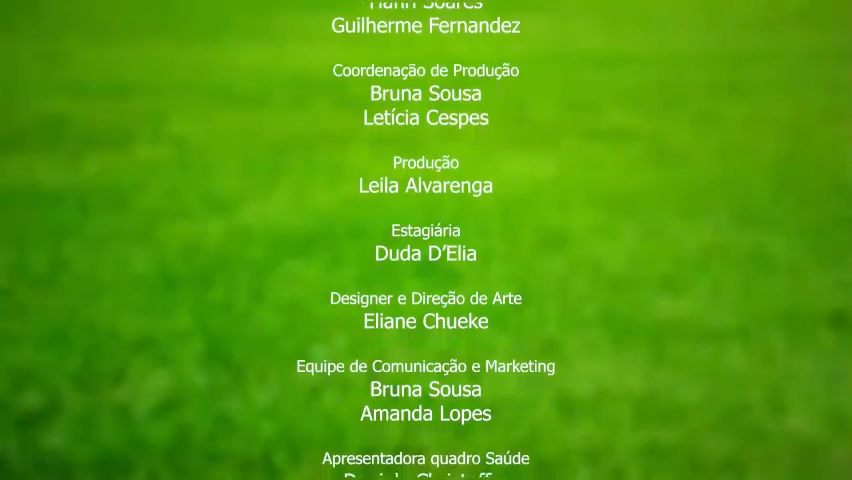 Soares
Guilherme Fernandez
Coordenação de Produção
Bruna Sousa
Letícia Cespes
Produção
Leila Alvarenga
Estagiária
Duda D’Elia
Designer e Direção de Arte
Eliane Chueke
Equipe de Comunicação e Marketing
Bruna Sousa
Amanda Lopes
Apresentadora quadro Saúde